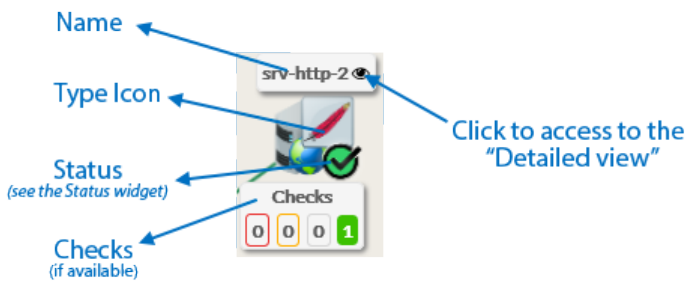 Name
srv-http-2
Type Icon
Click to access to the
“Detailed view”
Status
(see the Status widget)
Checks
0 0 0 1
Checks
(if available)